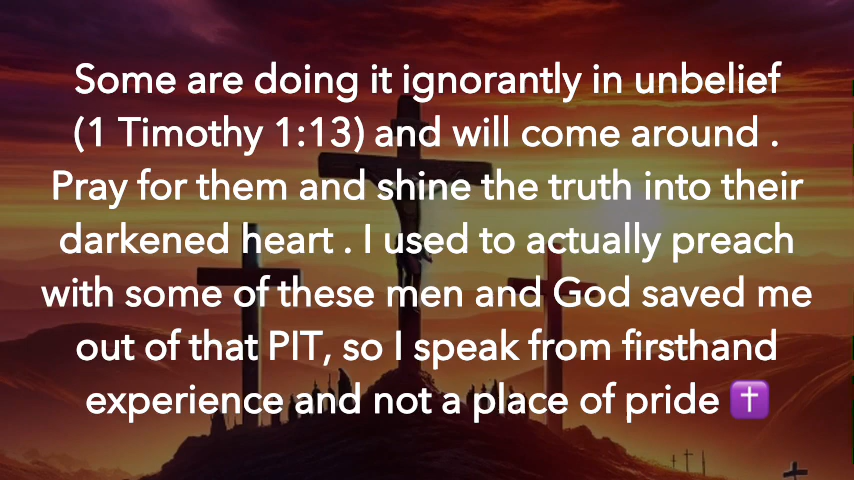 Some are doing it ignorantly in unbelief
(1 Timothy 1:13) and will come around .
Pray for them and shine the truth into their
darkened heart . I used to actually preach
with some of these men and God saved me
out of that PIT, so I speak from firsthand
experience and not a place of pride ✝️